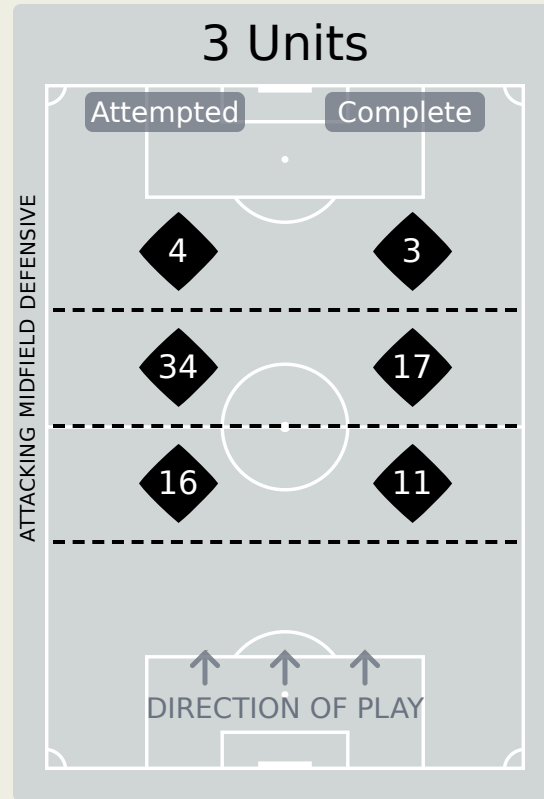 3 Units
Attempted Complete
ATTACKING MIDFIELD DEFENSIVE
4 3
34 17
16 11
DIRECTION OF PLAY